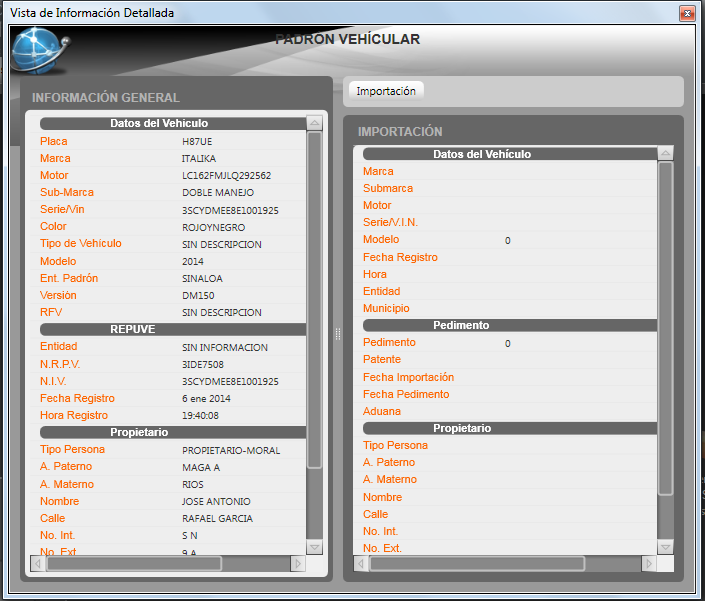 Vista de Información Detallada
PADRÓN VEHÍCULAR
INFORMACIÓN GENERAL
Datos del Vehículo
Placa H87UE
Marca ITALIKA
Motor LC162FMJLQ292562
Sub-Marca DOBLE MANEJO
Serie/Vin 3SCYDMEE8E1001925
Color ROJOYNEGRO
Tipo de Vehículo SIN DESCRIPCION
Modelo 2014
Ent. Padrón SINALOA
Versión DM150
RFV SIN DESCRIPCION
REPUVE
Entidad SIN INFORMACION
N.R.P.V. 3IDE7508
N.I.V. 3SCYDMEE8E1001925
Fecha Registro 6 ene 2014
Hora Registro 19:40:08
Propietario
Tipo Persona PROPIETARIO-MORAL
A. Paterno MAGA A
A. Materno RIOS
Nombre JOSE ANTONIO
Calle RAFAEL GARCIA
No. Int. S N
No. Ext. 9 A
Importación
IMPORTACIÓN
Datos del Vehículo
Marca
Submarca
Motor
Serie/V.I.N.
Modelo 0
Fecha Registro
Hora
Entidad
Municipio
Pedimento
Pedimento 0
Patente
Fecha Importación
Fecha Pedimento
Aduana
Propietario
Tipo Persona
A. Paterno
A. Materno
Nombre
Calle
No. Int.
No. Ext.